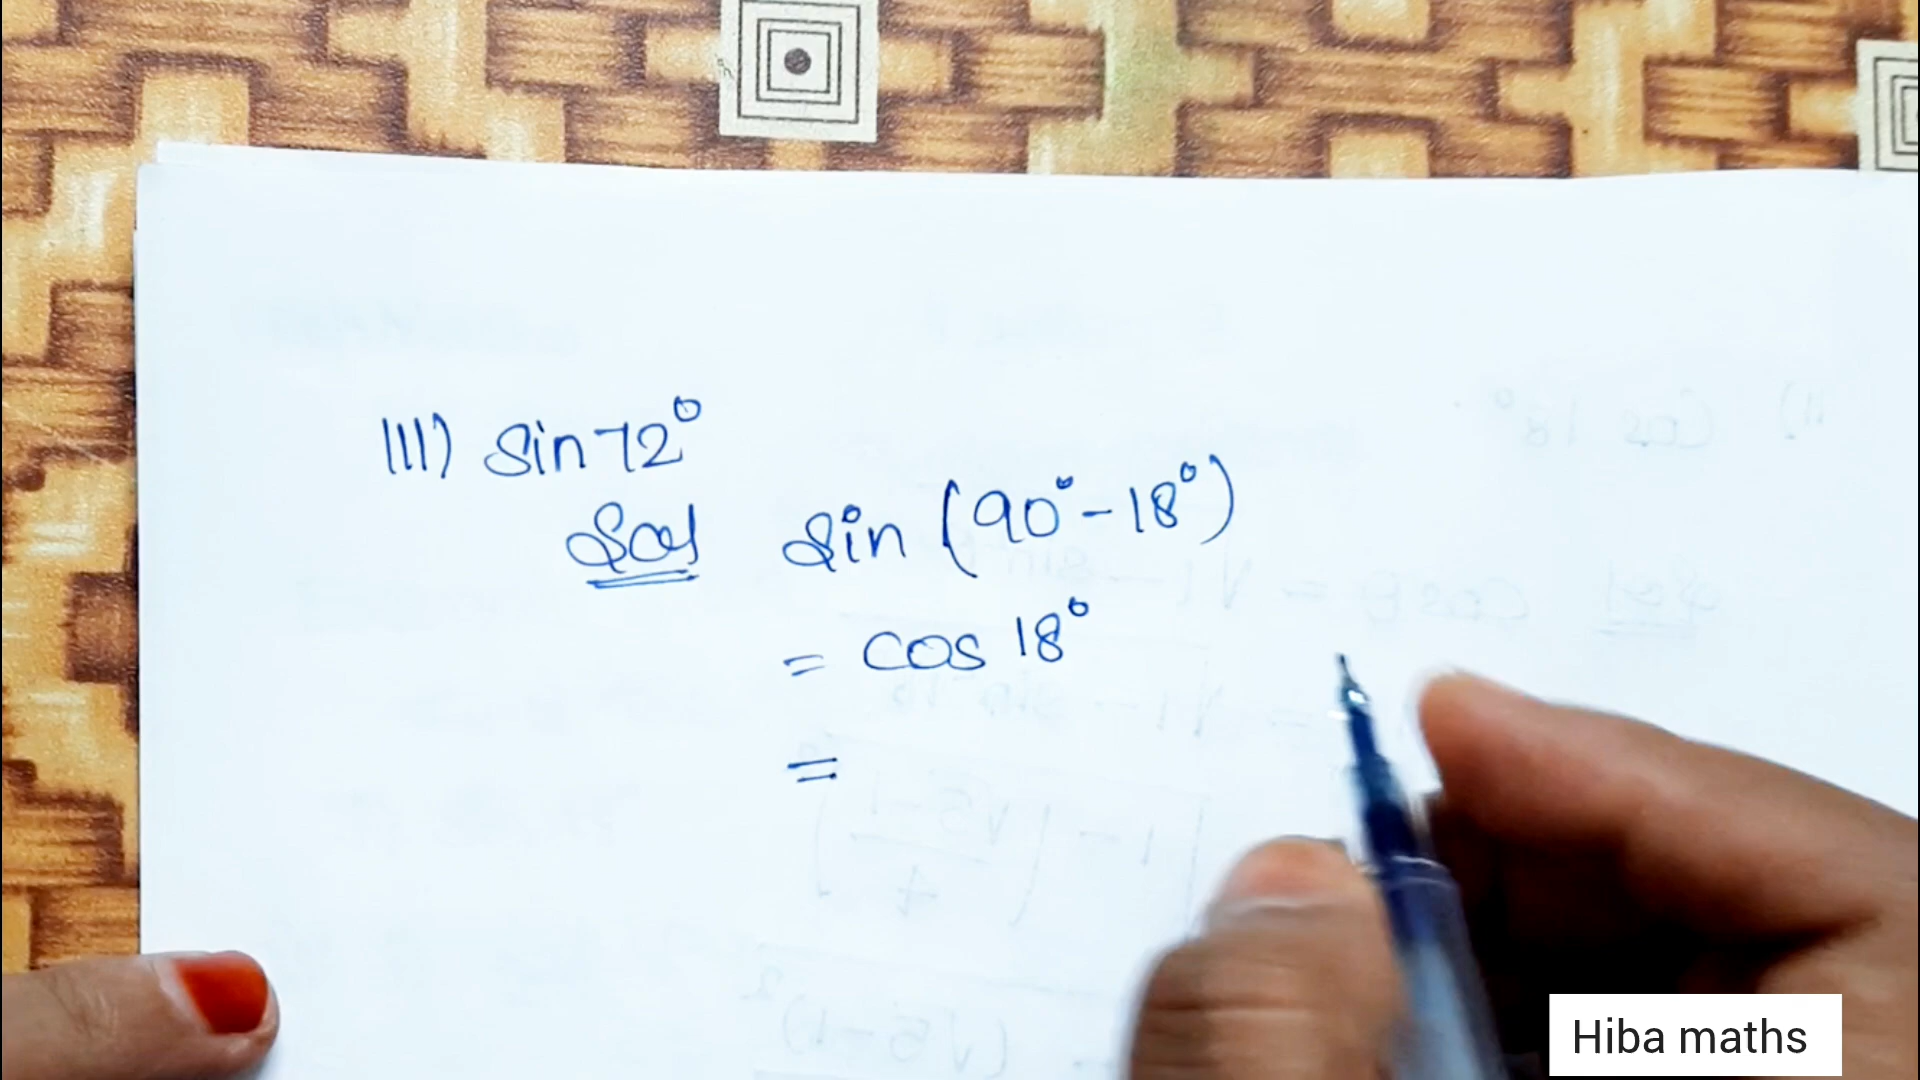 III) Sin 72°
Sol Sin (90° - 18°)
= Cos 18°
=
Hiba maths